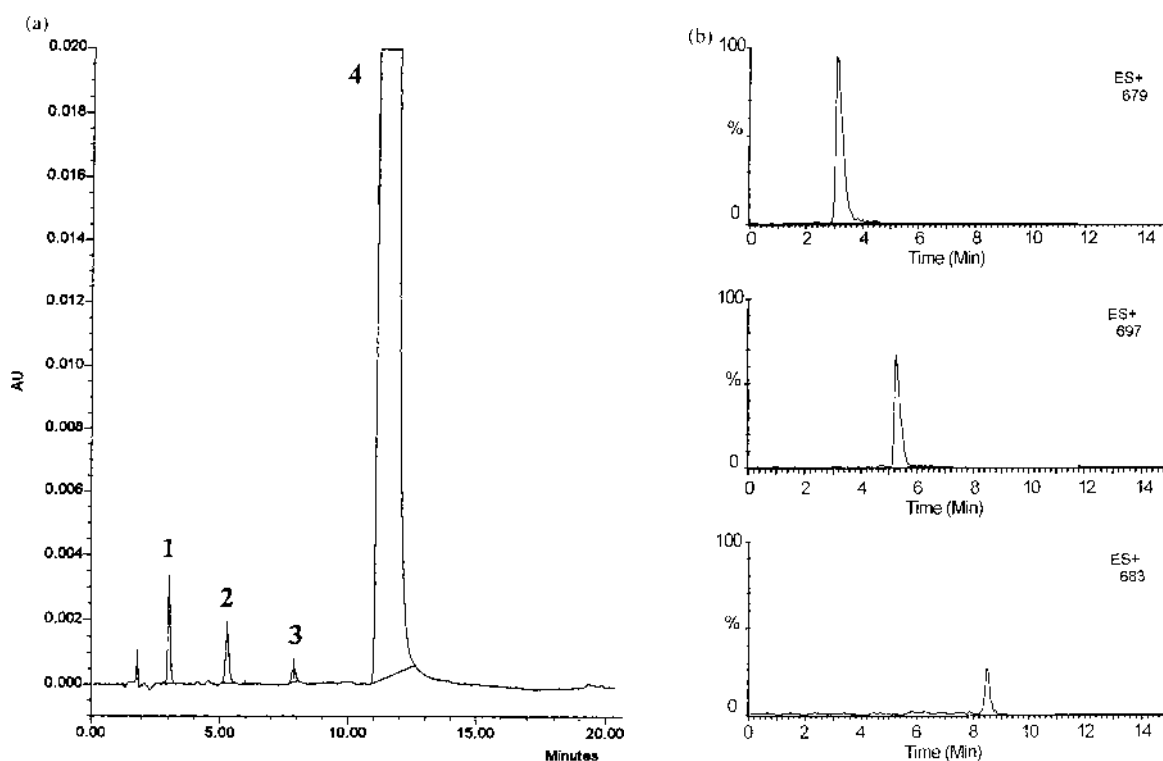 (a)
0.020
0.018
0.016
0.014
0.012
0.010
0.008
0.006
0.004
0.002
0.000
AU
1
2
3
4
0.00 5.00 10.00 15.00 20.00
Minutes
(b)
100
%
0
ES+
679
0 2 4 6 8 10 12 14
Time (Min)
100
%
0
ES+
697
0 2 4 6 8 10 12 14
Time (Min)
100
%
0
ES+
683
0 2 4 6 8 10 12 14
Time (Min)